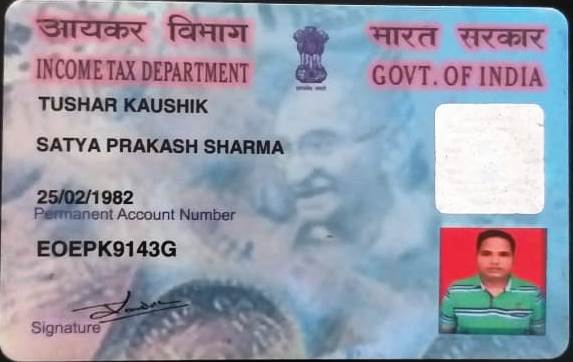 आयकर विभाग
INCOME TAX DEPARTMENT
भारत सरकार
GOVT. OF INDIA
TUSHAR KAUSHIK
SATYA PRAKASH SHARMA
25/02/1982
Permanent Account Number
EOEPK9143G
Signature